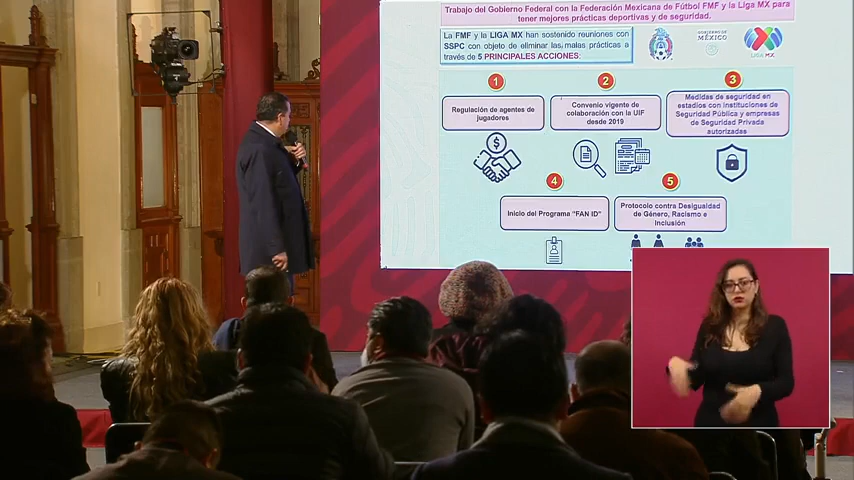 Trabajo del Gobierno Federal con la Federación Mexicana de Fútbol FMF y la Liga MX para
tener mejores prácticas deportivas y de seguridad.
La FMF y la LIGA MX han sostenido reuniones con
SSPC con objeto de eliminar las malas prácticas a
través de 5 PRINCIPALES ACCIONES:
GOBIERNO DE
MÉXICO
LIGA MX
1
Regulación de agentes de
jugadores
2
Convenio vigente de
colaboración con la UIF
desde 2019
3
Medidas de seguridad en
estadios con instituciones de
Seguridad Pública y empresas
de Seguridad Privada
autorizadas
4
Inicio del Programa "FAN ID"
5
Protocolo contra Desigualdad
de Género, Racismo e
Inclusión